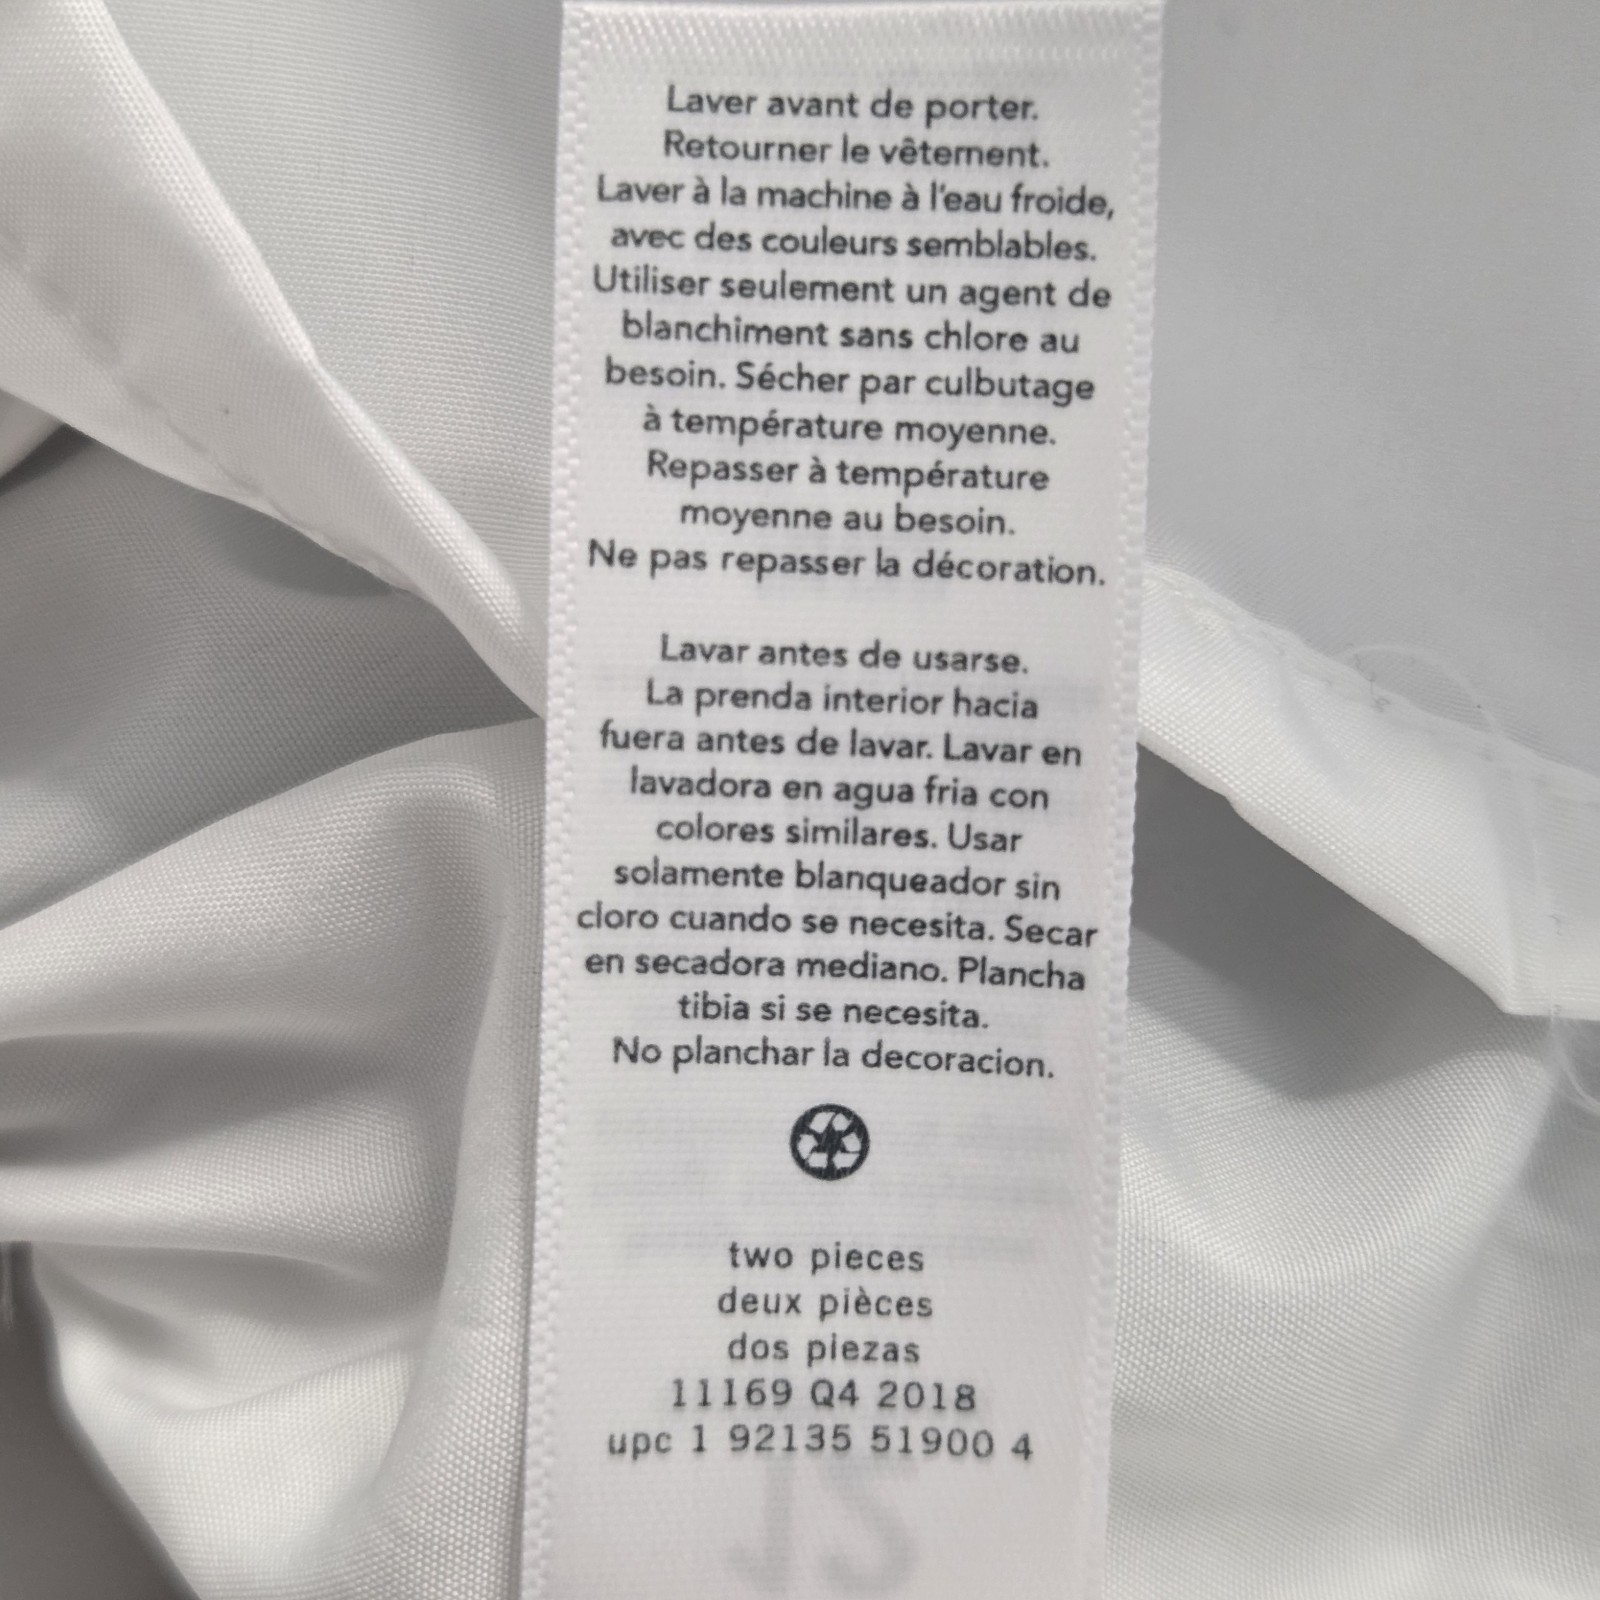 Laver avant de porter.
Retourner le vêtement.
Laver à la machine à l'eau froide,
avec des couleurs semblables.
Utiliser seulement un agent de
blanchiment sans chlore au
besoin. Sécher par culbutage
à température moyenne.
Repasser à température
moyenne au besoin.
Ne pas repasser la décoration.
Lavar antes de usarse.
La prenda interior hacia
fuera antes de lavar. Lavar en
lavadora en agua fria con
colores similares. Usar
solamente blanqueador sin
cloro cuando se necesita. Secar
en secadora mediano. Plancha
tibia si se necesita.
No planchar la decoracion.
two pieces
deux pièces
dos piezas
11169 Q4 2018
upc 1 92135 51900 4